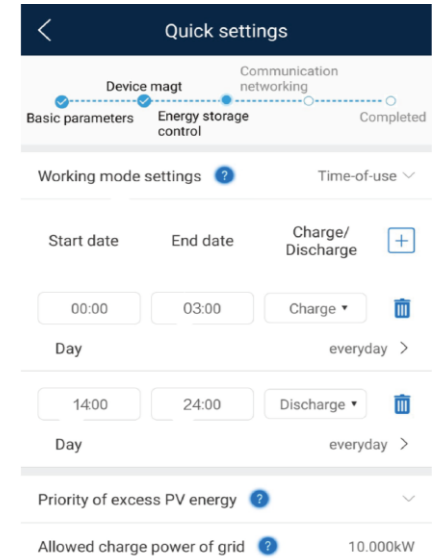 Quick settings
Communication
Device magt networking
Basic parameters Energy storage Completed
control
Working mode settings ? Time-of-use
Start date End date Charge/
Discharge +
00:00 03:00 Charge
Day everyday
14:00 24:00 Discharge
Day everyday
Priority of excess PV energy ?
Allowed charge power of grid ? 10.000kW